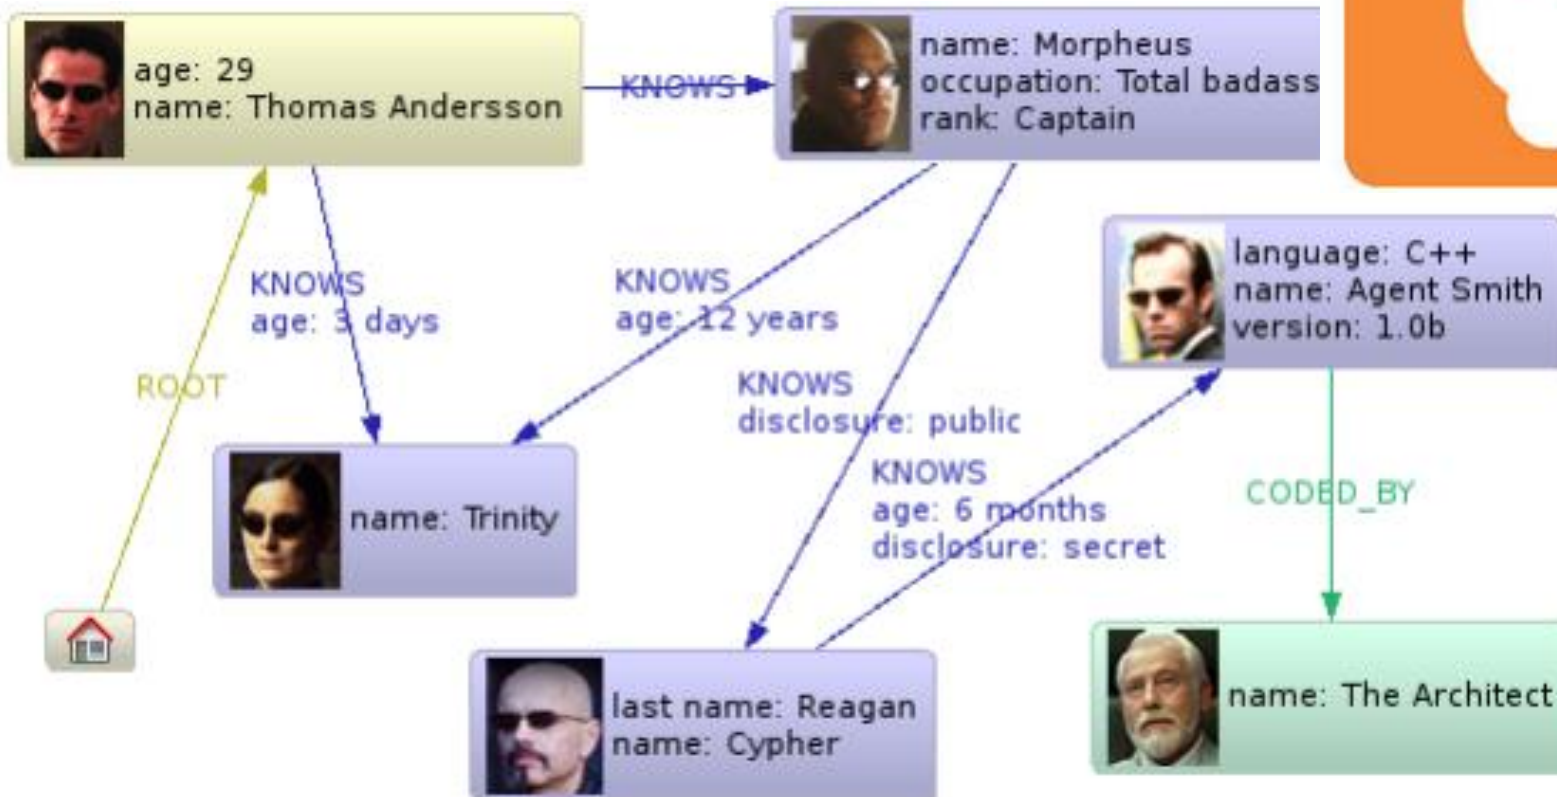 age: 29
name: Thomas Andersson
KNOWS
name: Morpheus
occupation: Total badass
rank: Captain
KNOWS
age: 3 days
KNOWS
age: 12 years
language: C++
name: Agent Smith
version: 1.0b
ROOT
KNOWS
disclosure: public
KNOWS
age: 6 months
disclosure: secret
CODED_BY
name: Trinity
last name: Reagan
name: Cypher
name: The Architect